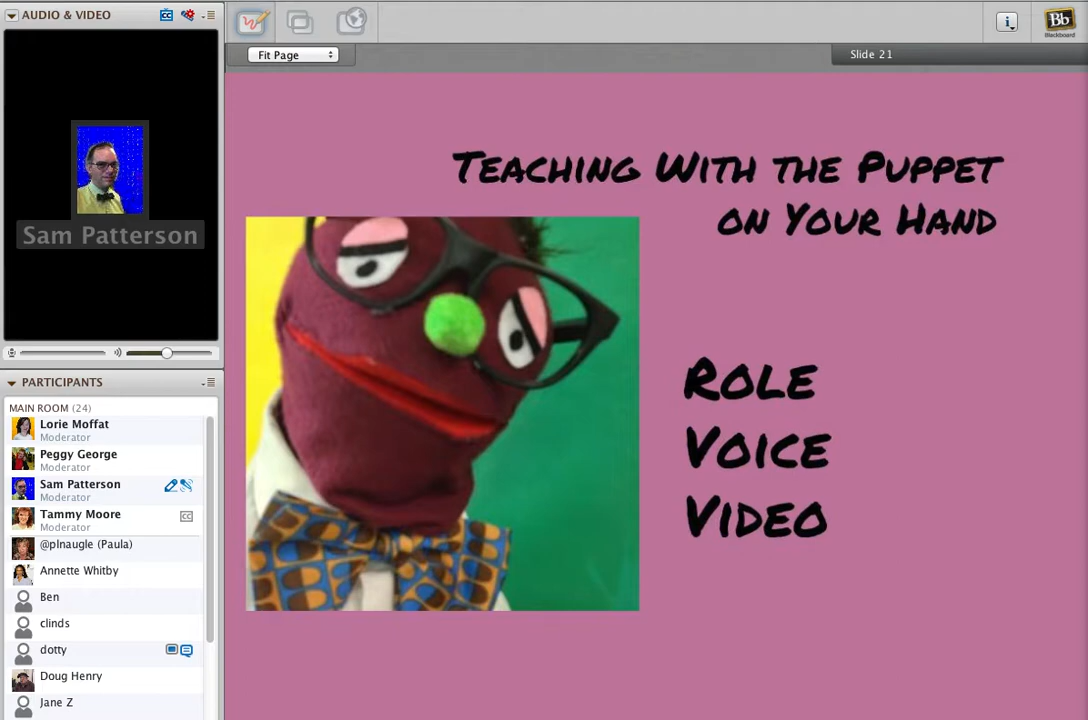 AUDIO & VIDEO
Sam Patterson
PARTICIPANTS
MAIN ROOM (24)
Lorie Moffat
Moderator
Peggy George
Moderator
Sam Patterson
Moderator
Tammy Moore
Moderator
CC
@plnaugle (Paula)
Annette Whitby
Ben
clinds
dotty
Doug Henry
Jane Z
Fit Page
Slide 21
i
Bb
Blackboard
Teaching With the Puppet
on Your Hand
Role
Voice
Video